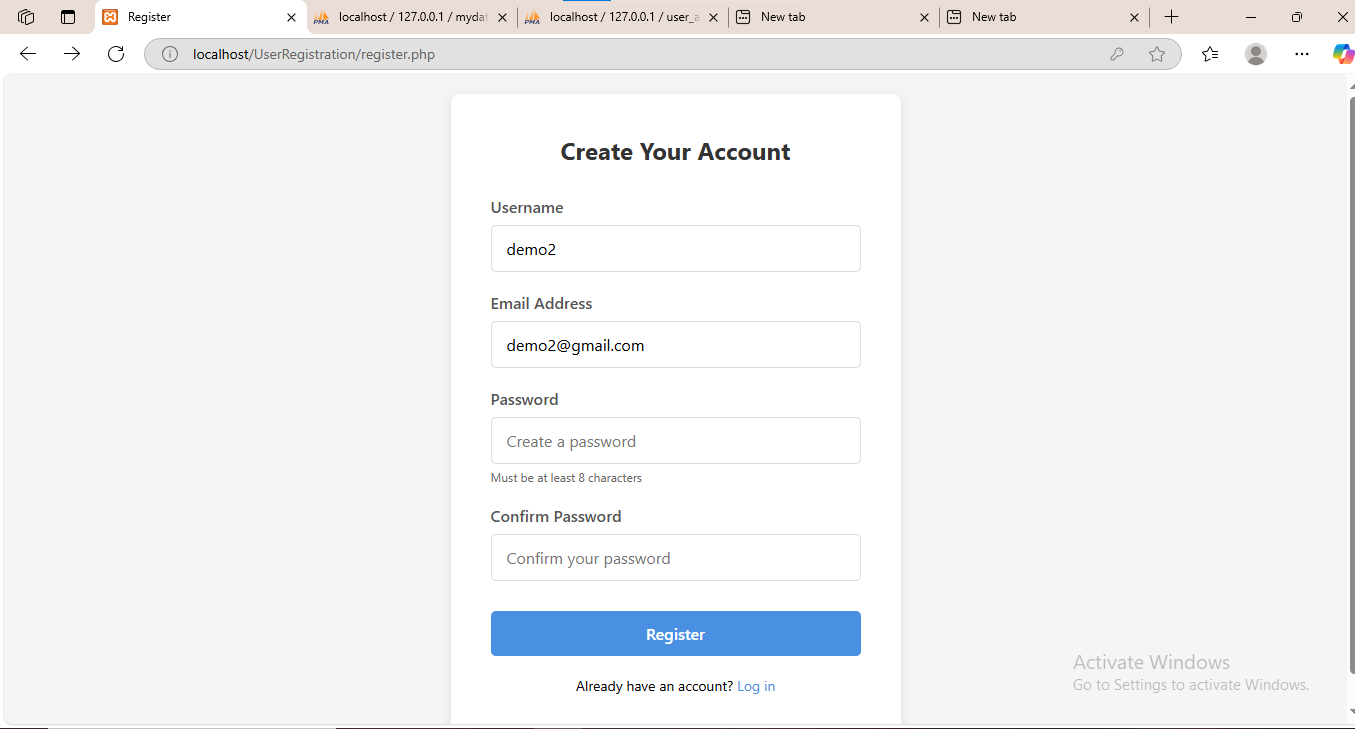 Register
localhost / 127.0.0.1 / mydat
localhost / 127.0.0.1 / user_a
New tab
New tab
localhost/UserRegistration/register.php
Create Your Account
Username
demo2
Email Address
demo2@gmail.com
Password
Create a password
Must be at least 8 characters
Confirm Password
Confirm your password
Register
Already have an account? Log in
Activate Windows
Go to Settings to activate Windows.